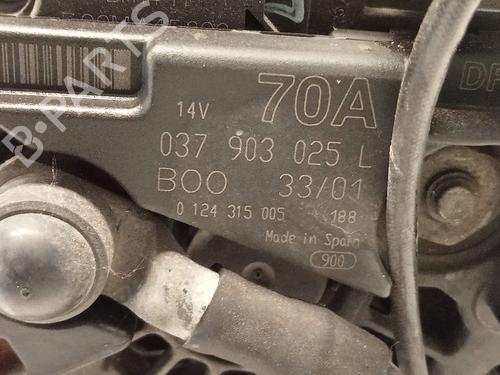 14V 70A
037 903 025 L
BOO 33/01
0 124 315 005 188
Made in Spain
900
B-PARTS